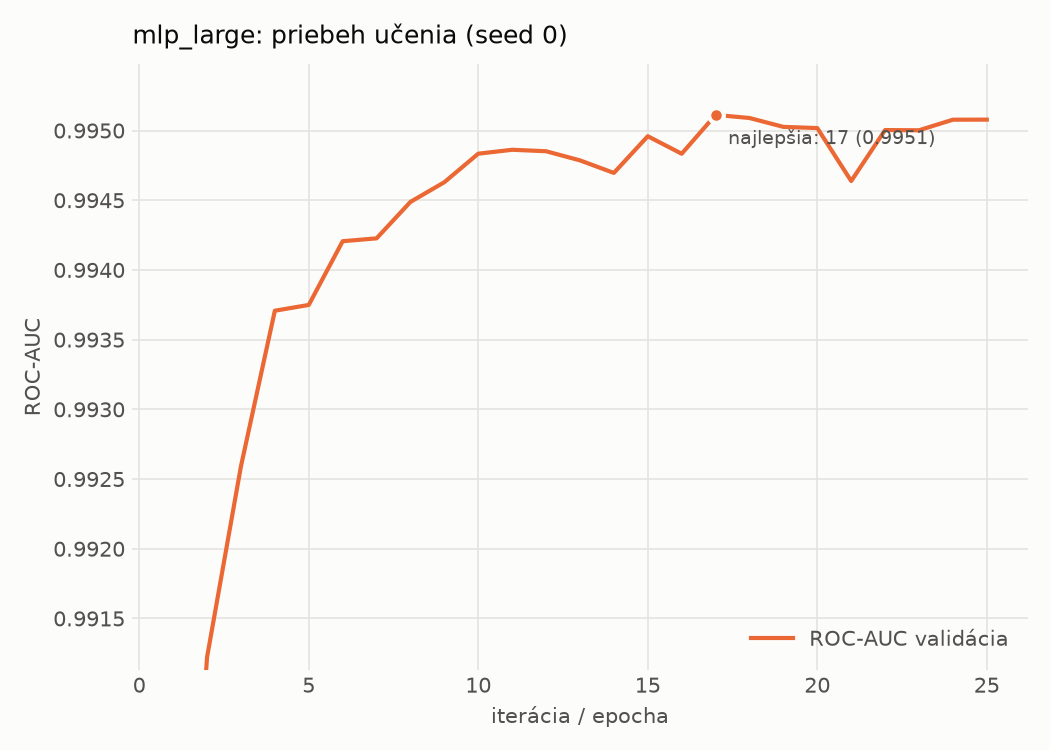 mlp_large: priebeh učenia (seed 0)
0.9950
najlepšia: 17 (0.9951)
0.9945
0.9940
0.9935
ROC-AUC
0.9930
0.9925
0.9920
0.9915
ROC-AUC validácia
0 5 10 15 20 25
iterácia / epocha